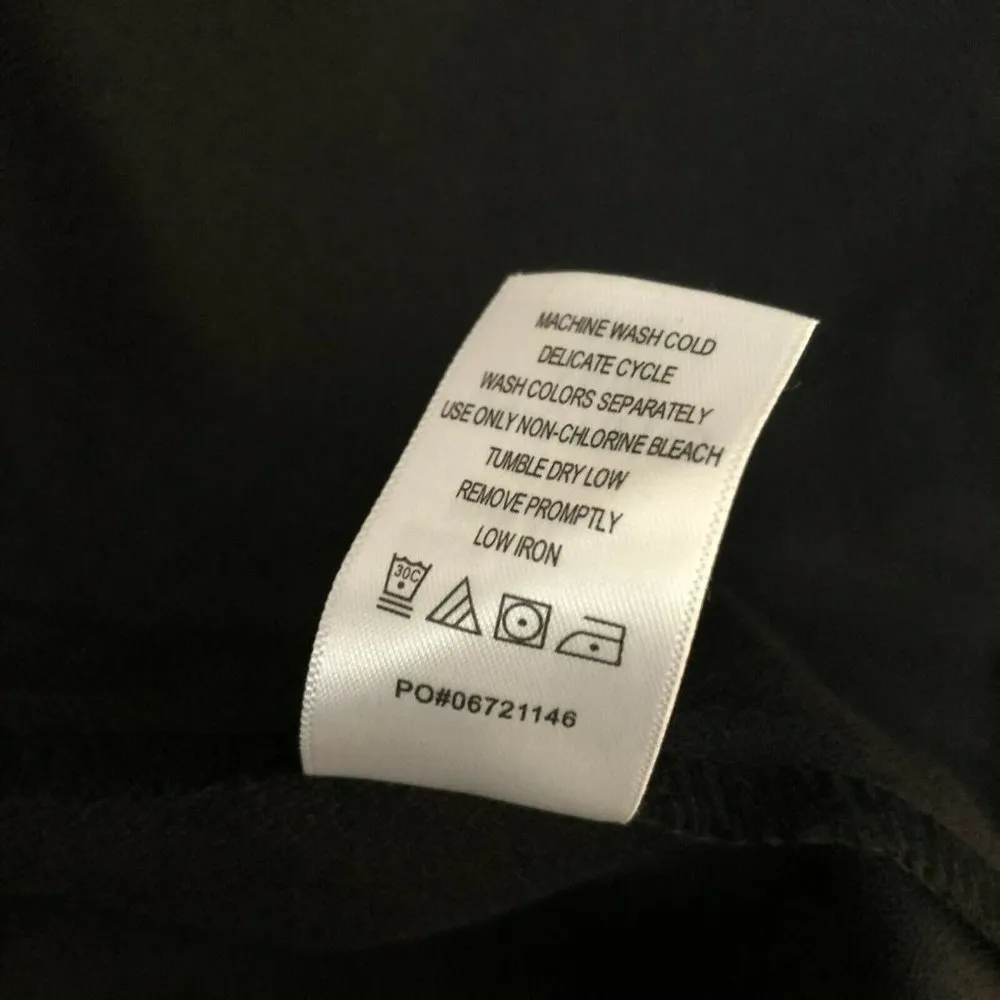 MACHINE WASH COLD
DELICATE CYCLE
WASH COLORS SEPARATELY
USE ONLY NON-CHLORINE BLEACH
TUMBLE DRY LOW
REMOVE PROMPTLY
LOW IRON
30C
PO#06721146